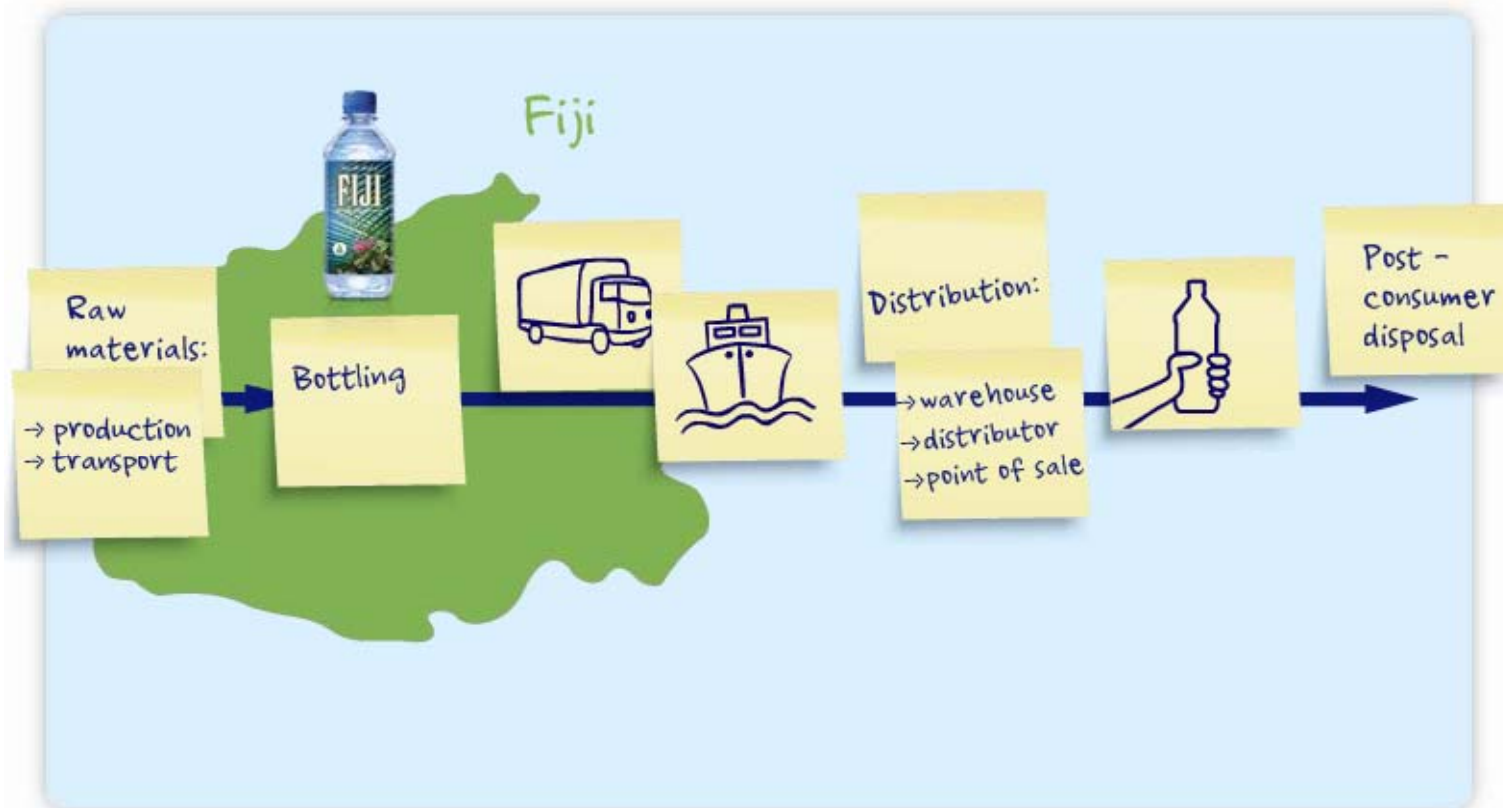 Fiji
FIJI
Raw
materials:
→ production
→ transport
Bottling
Distribution:
→ warehouse
→ distributor
→ point of sale
Post -
consumer
disposal